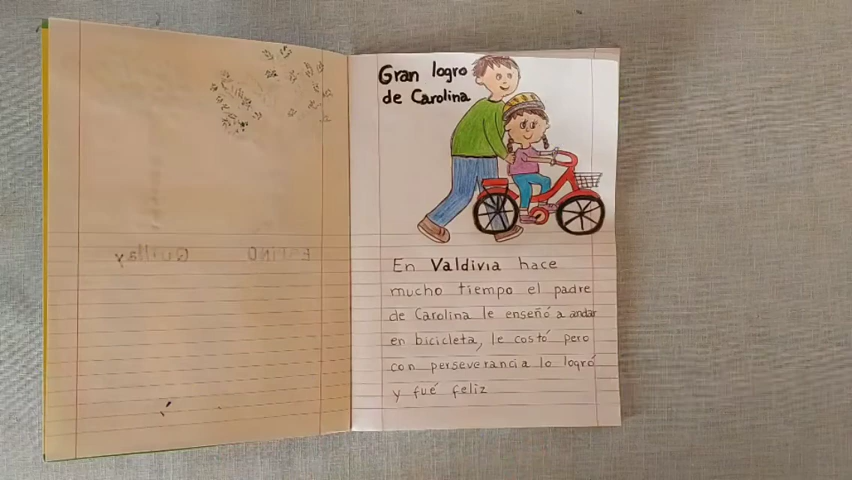 Gran logro
de Carolina
En Valdivia hace
mucho tiempo el padre
de Carolina le enseñó a andar
en bicicleta, le costó pero
con perseverancia lo logró
y fué feliz